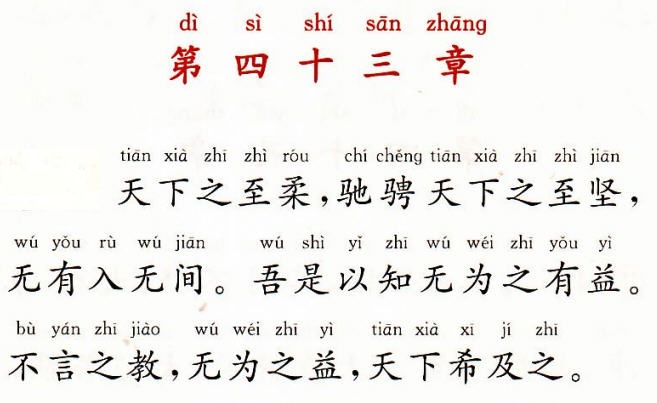 dì sì shí sān zhāng
第四十三章
tiān xià zhī zhì róu chí chěng tiān xià zhī zhì jiān
天下之至柔，驰骋天下之至坚，
wú yǒu rù wú jiān wú shì yǐ zhī wú wéi zhī yǒu yì
无有入无间。吾是以知无为之有益。
bù yán zhī jiào wú wéi zhī yì tiān xià xī jí zhī
不言之教，无为之益，天下希及之。